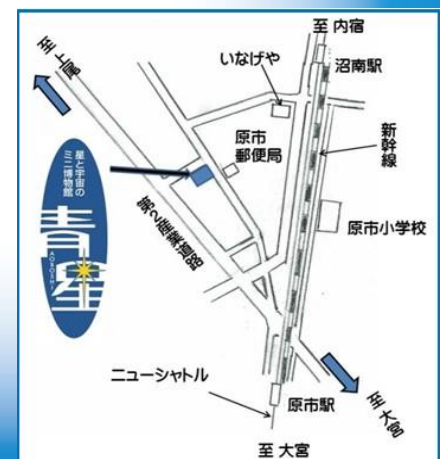 至 内宿
至上尾
沼南駅
いなげや
新幹線
原市
郵便局
星と宇宙の
ミニ博物館
青星
AOBOSHI
第2産業道路
原市小学校
ニューシャトル
原市駅
至大宮
至 大宮